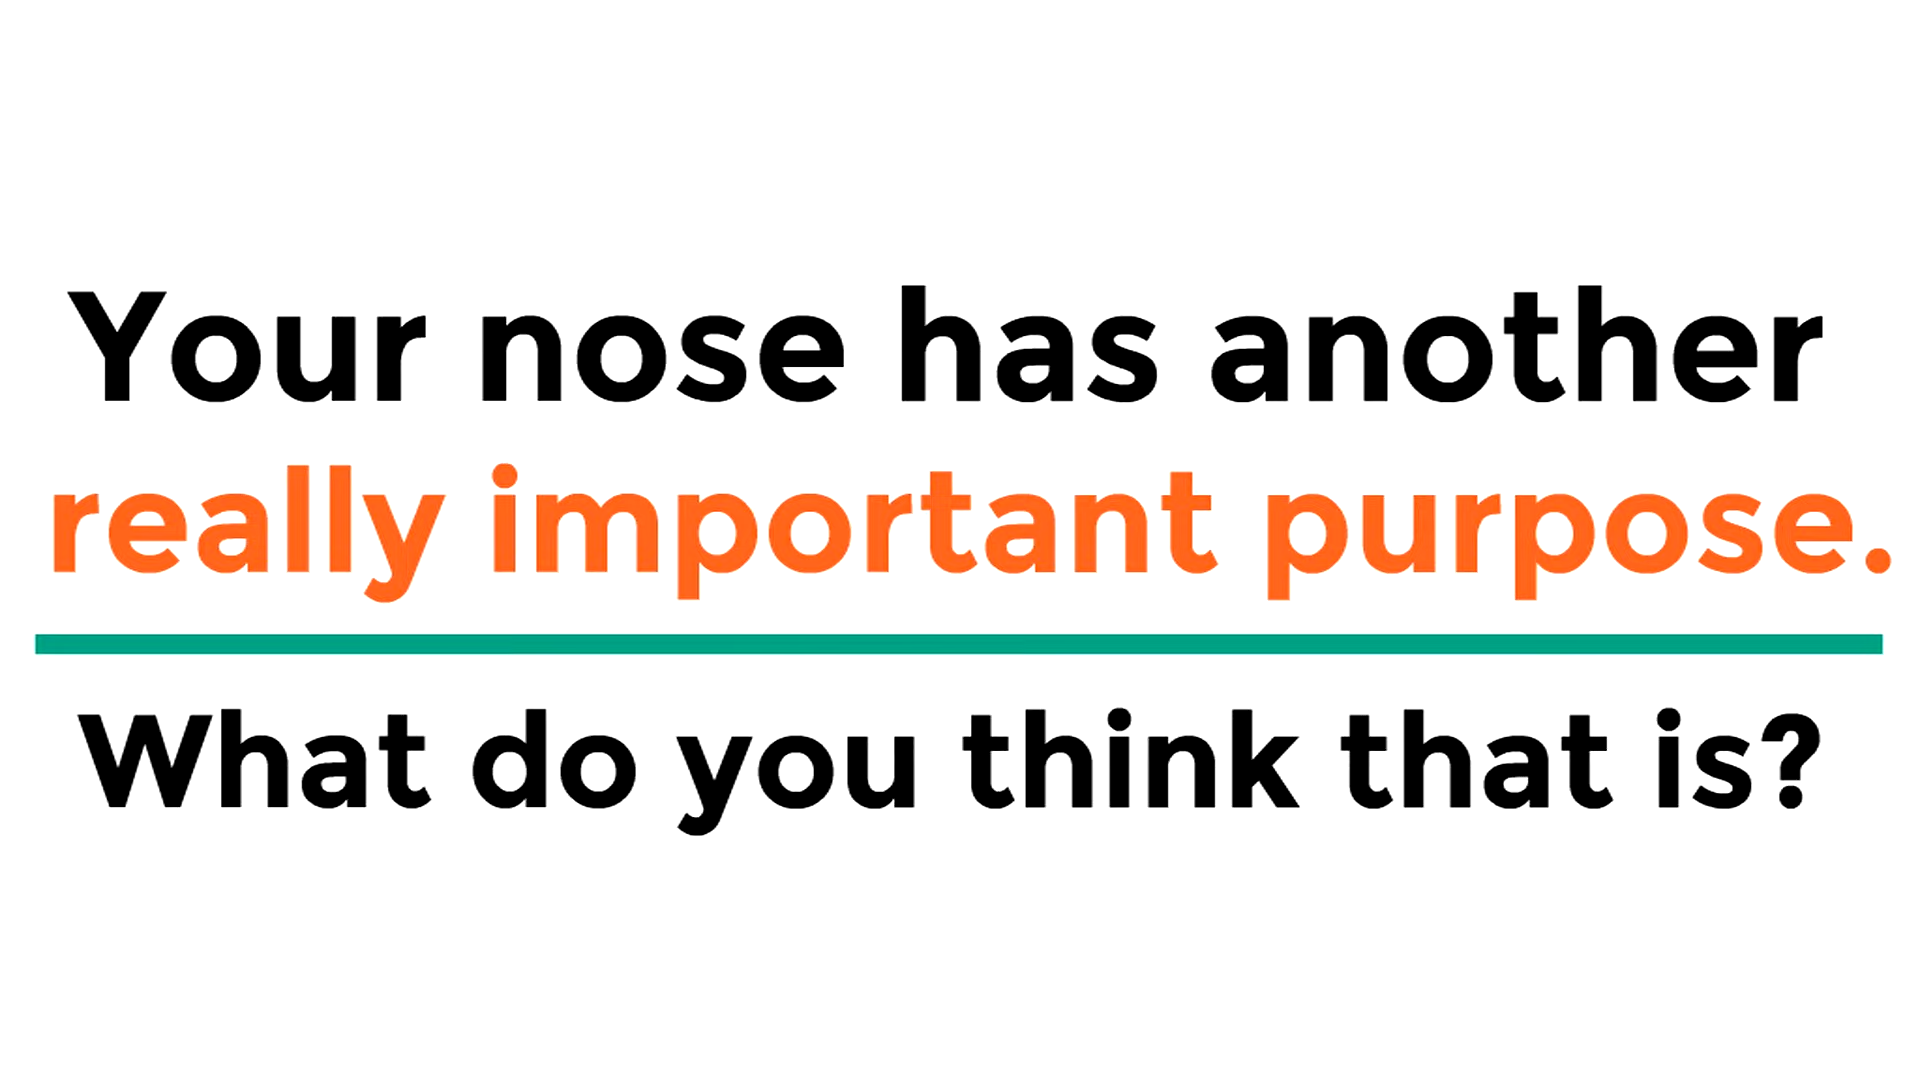 Your nose has another
really important purpose.
What do you think that is?